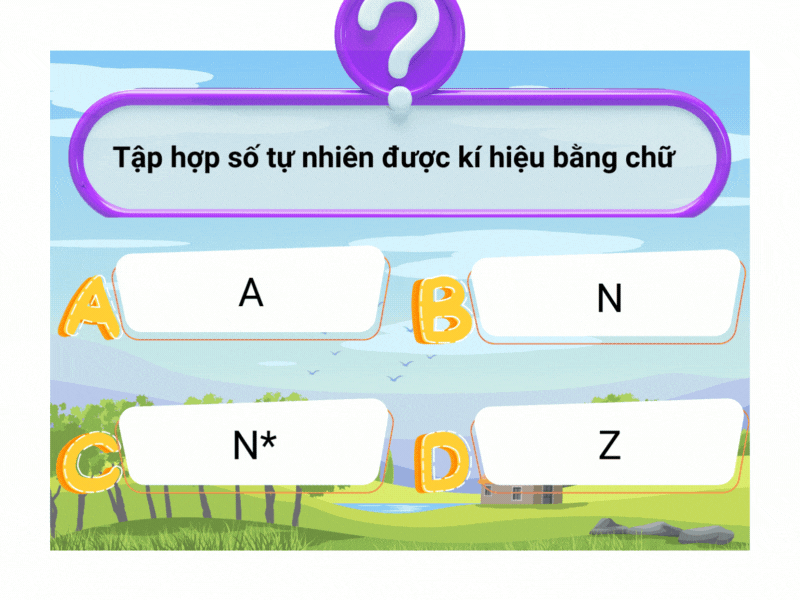 ?
Tập hợp số tự nhiên được kí hiệu bằng chữ
A A
B N
C N*
D Z